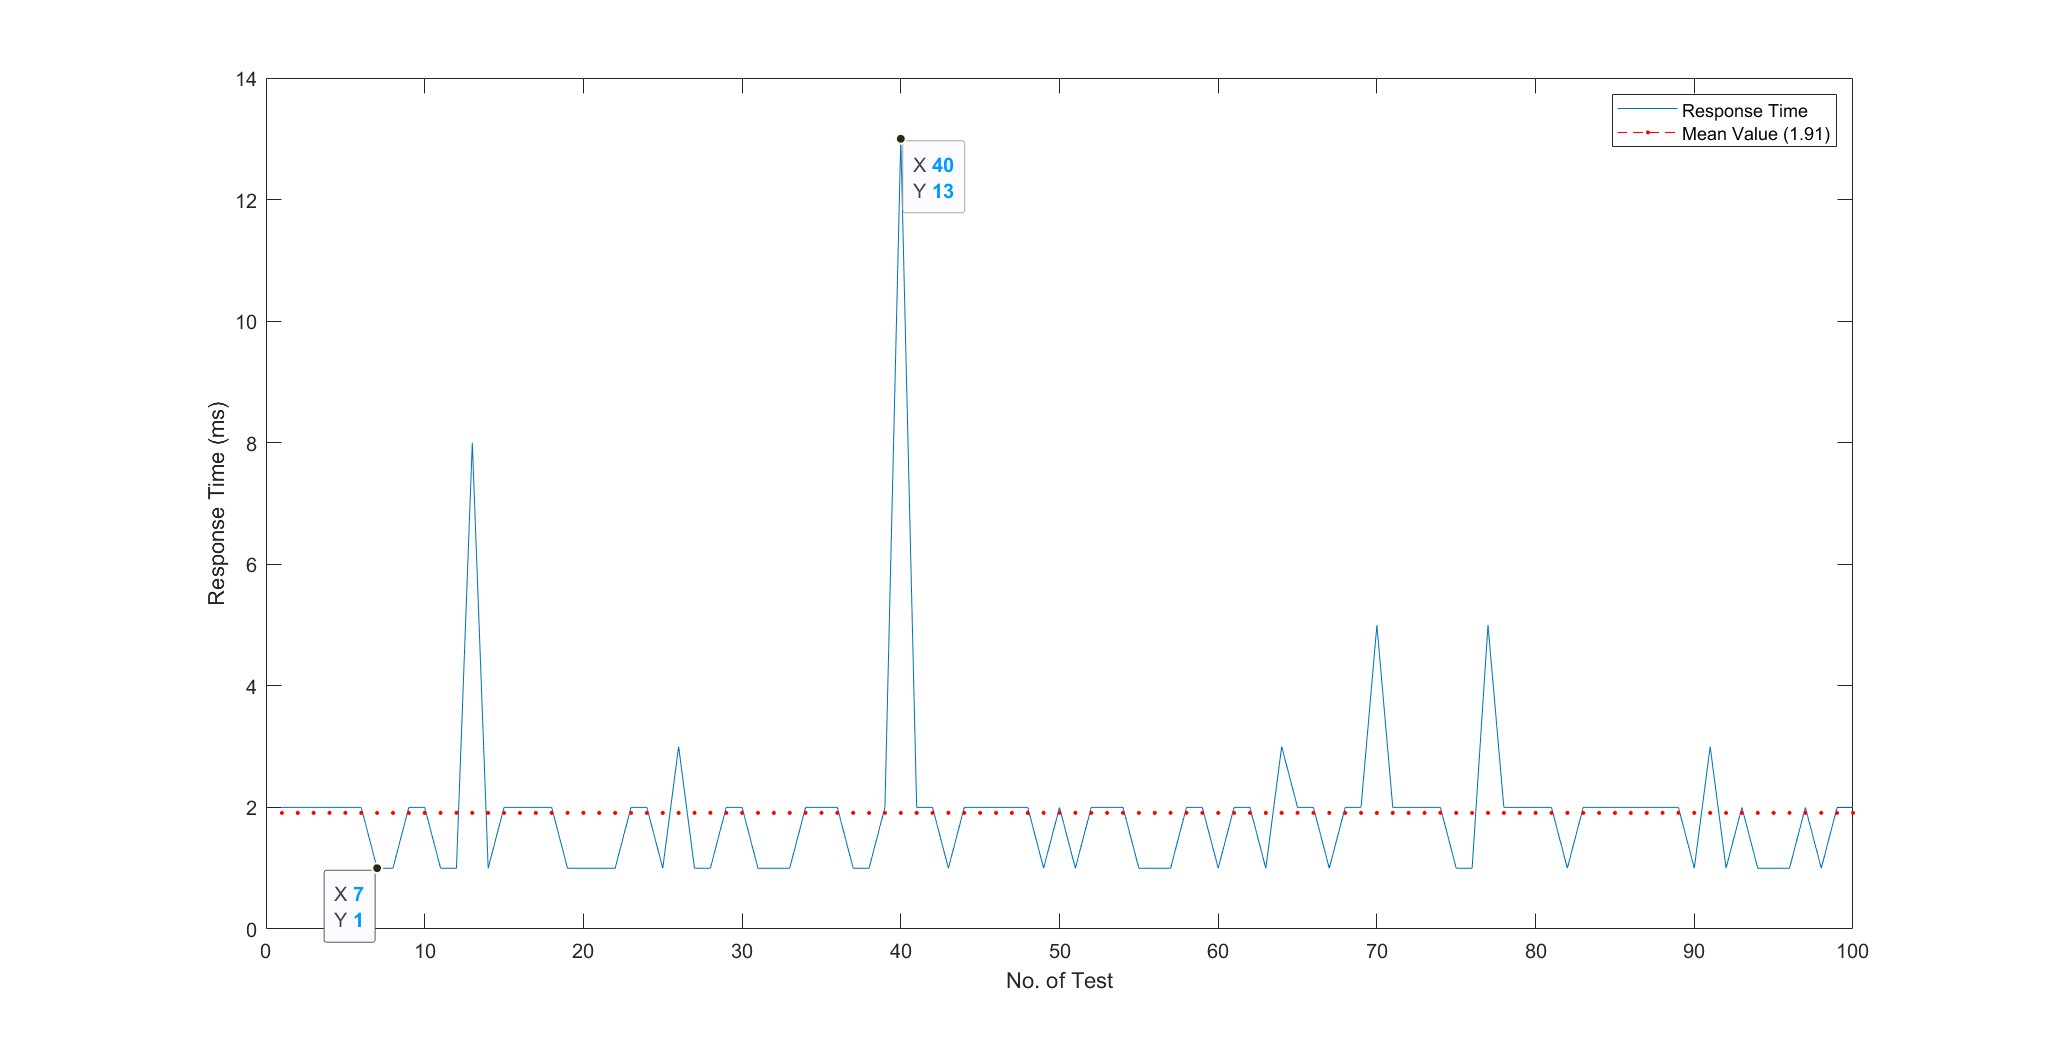 14
12
10
8
6
4
2
0
Response Time (ms)
Response Time
Mean Value (1.91)
X 40
Y 13
X 7
Y 1
0 10 20 30 40 50 60 70 80 90 100
No. of Test